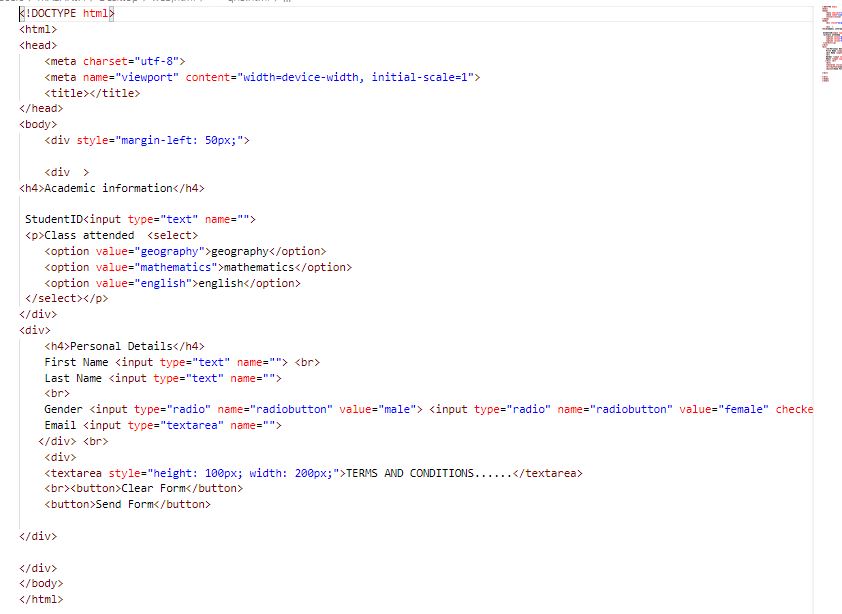 <!DOCTYPE html>
<html>
<head>
    <meta charset="utf-8">
    <meta name="viewport" content="width=device-width, initial-scale=1">
    <title></title>
</head>
<body>
    <div style="margin-left: 50px;">

    <div  >
<h4>Academic information</h4>

 StudentID<input type="text" name="">
 <p>Class attended  <select>
    <option value="geography">geography</option>
    <option value="mathematics">mathematics</option>
    <option value="english">english</option>
 </select></p>
</div>
<div>
    <h4>Personal Details</h4>
    First Name <input type="text" name=""> <br>
    Last Name <input type="text" name="">
    <br>
    Gender <input type="radio" name="radiobutton" value="male"> <input type="radio" name="radiobutton" value="female" checke
    Email <input type="textarea" name="">
   </div> <br>
    <div>
    <textarea style="height: 100px; width: 200px;">TERMS AND CONDITIONS......</textarea>
    <br><button>Clear Form</button>
    <button>Send Form</button>

</div>

</div>
</body>
</html>